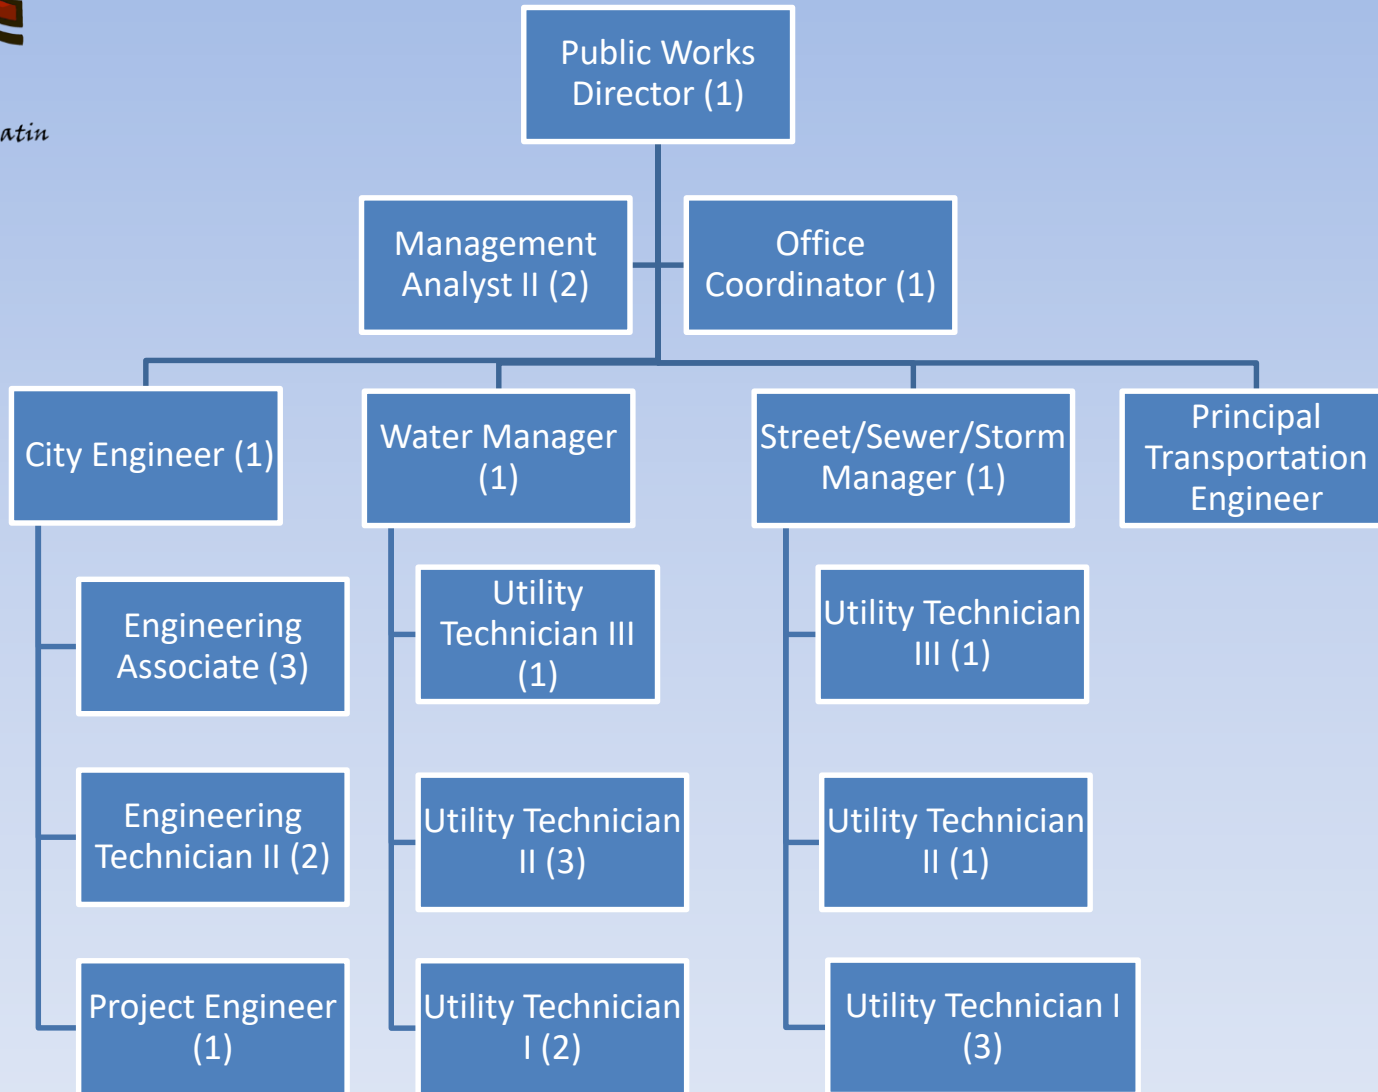 atin
Public Works
Director (1)
Management
Analyst II (2)
Office
Coordinator (1)
City Engineer (1)
Water Manager
(1)
Street/Sewer/Storm
Manager (1)
Principal
Transportation
Engineer
Engineering
Associate (3)
Utility
Technician III
(1)
Utility Technician
III (1)
Engineering
Technician II (2)
Utility Technician
II (3)
Utility Technician
II (1)
Project Engineer
(1)
Utility Technician
I (2)
Utility Technician I
(3)